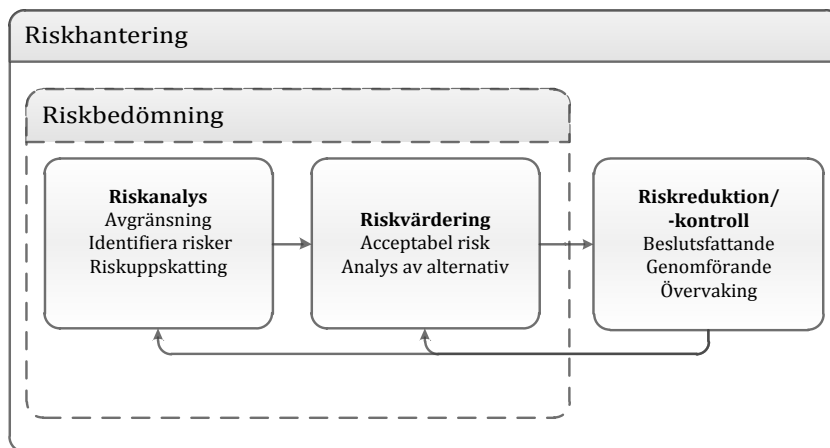 Riskhantering
Riskbedömning
Riskanalys
Avgränsning
Identifiera risker
Riskuppskatting
Riskvärdering
Acceptabel risk
Analys av alternativ
Riskreduktion/
-kontroll
Beslutsfattande
Genomförande
Övervaking